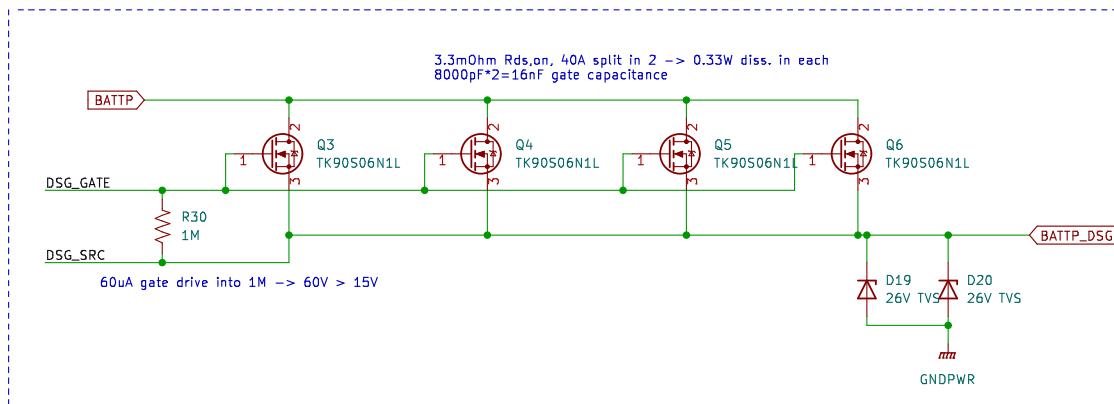 3.3mOhm Rds,on, 40A split in 2 -> 0.33W diss. in each
8000pF*2=16nF gate capacitance
BATTP
2
2
2
2
Q3
Q4
Q5
Q6
1
1
1
1
TK90S06N1L
TK90S06N1L
TK90S06N1L
TK90S06N1L
3
3
3
3
DSG_GATE
R30
1M
DSG_SRC
BATTP_DSG
60uA gate drive into 1M -> 60V > 15V
D19
26V TVS
D20
26V TVS
GNDPWR